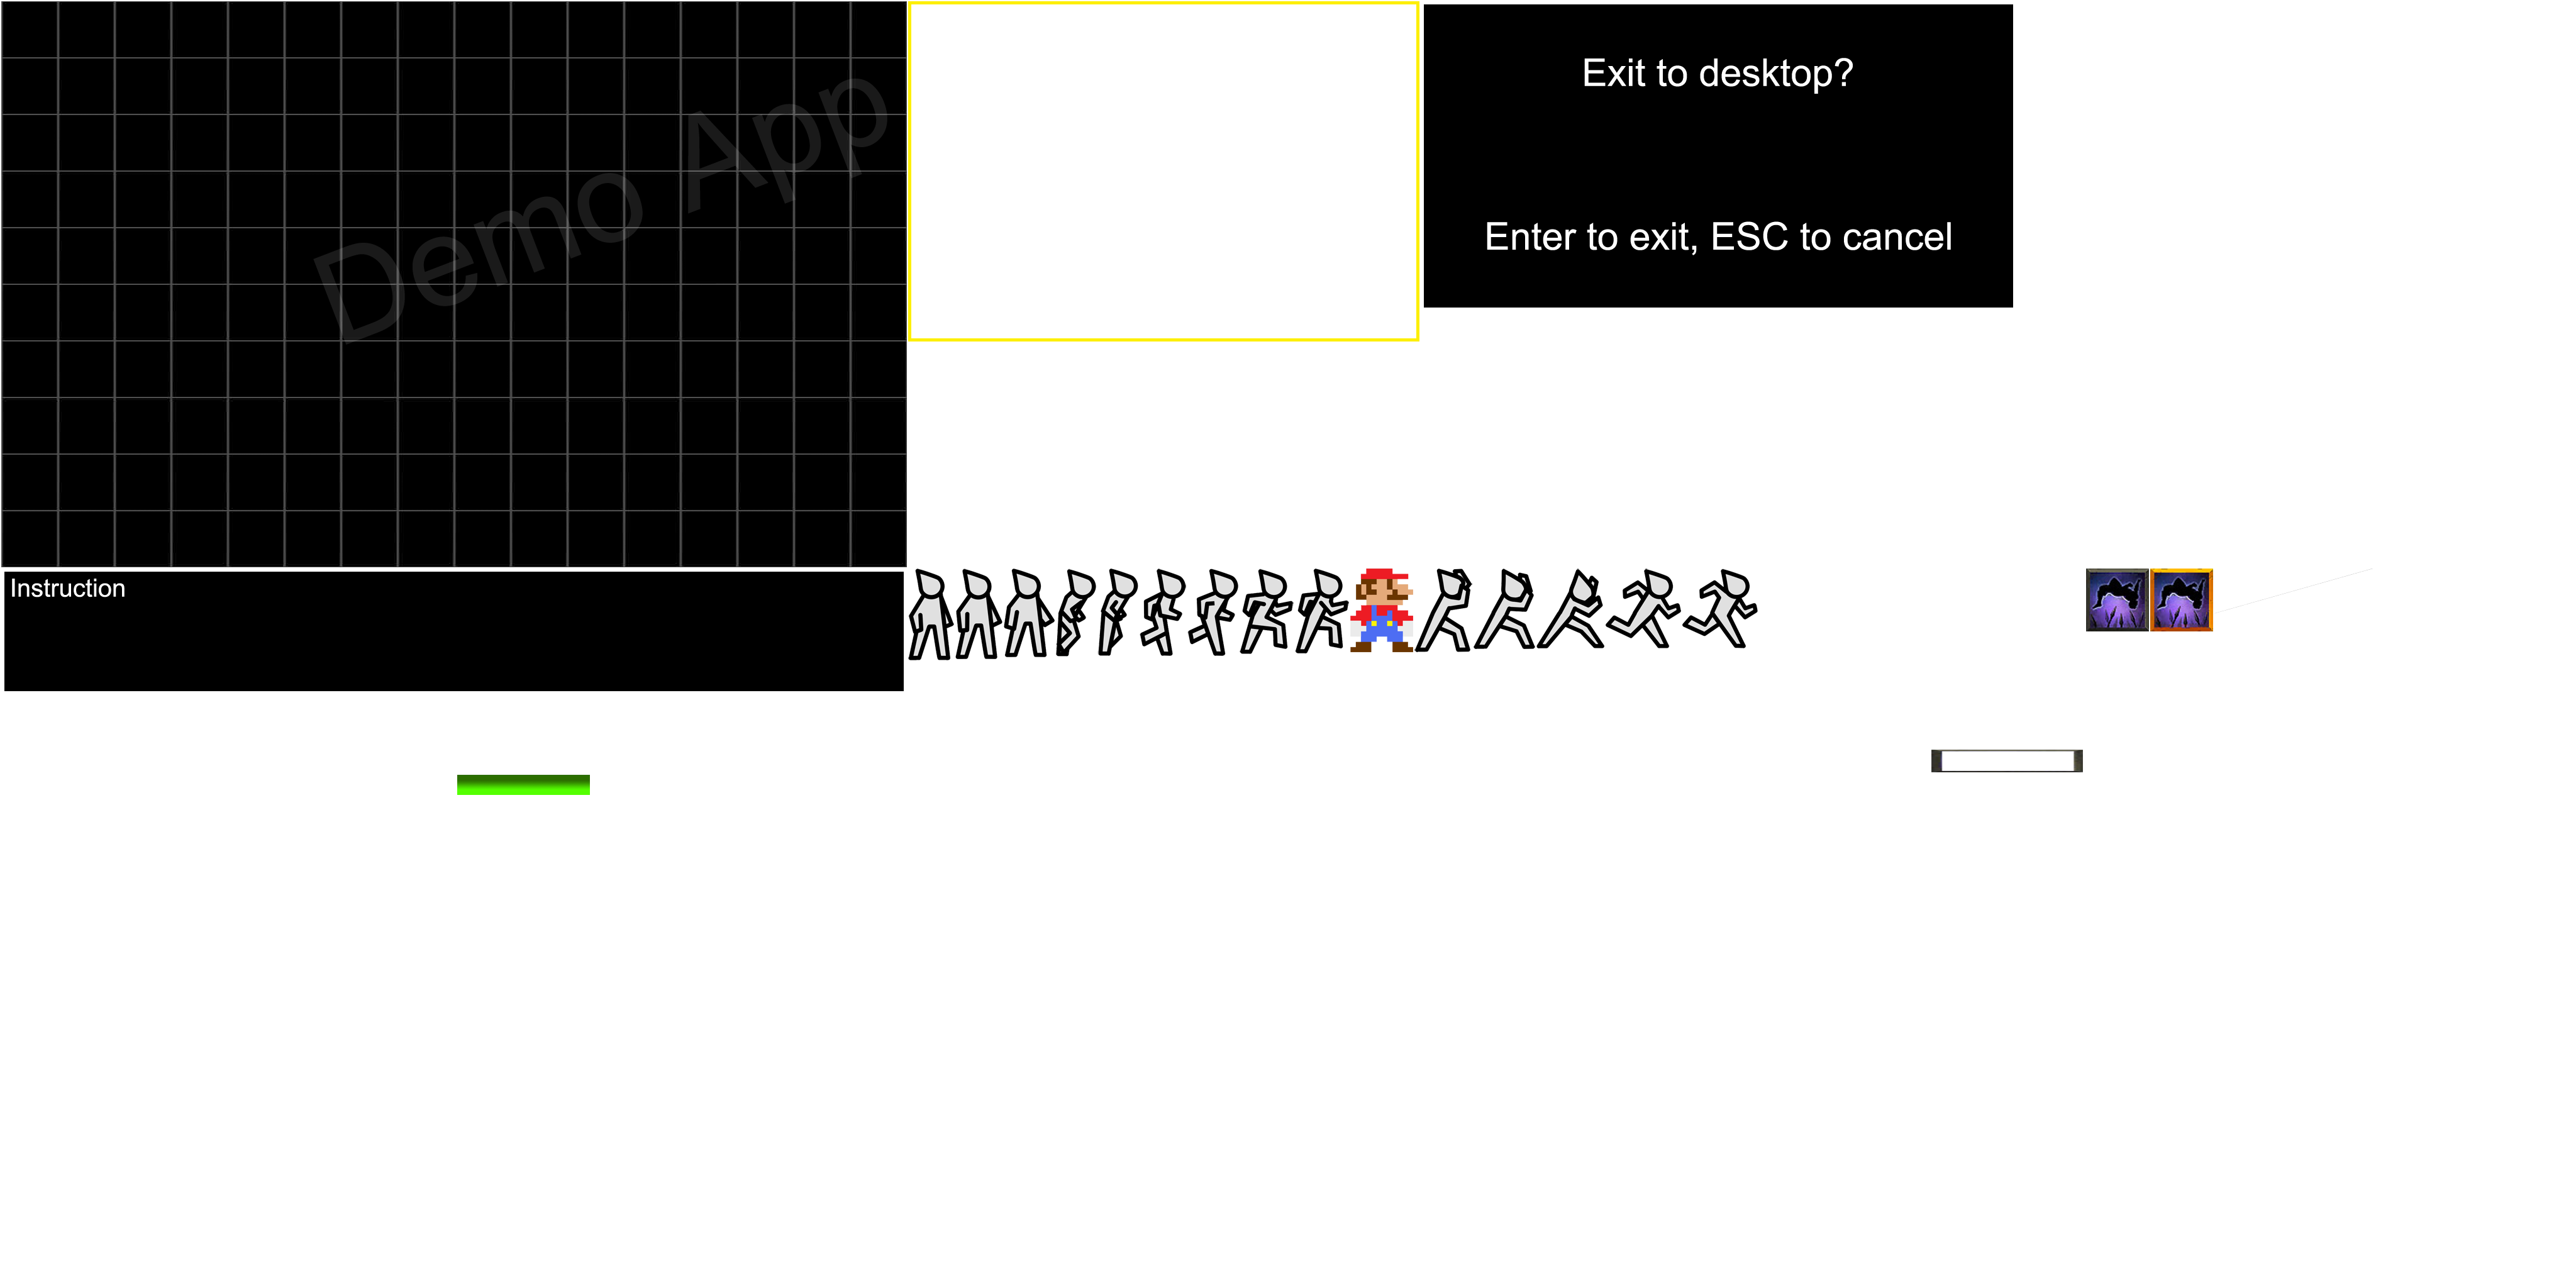 Demo App
Exit to desktop?
Enter to exit, ESC to cancel
Instruction